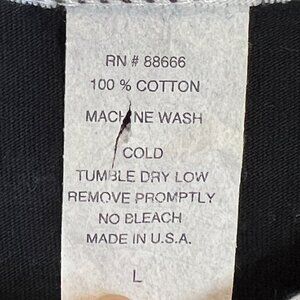 RN # 88666
100 % COTTON
MACHINE WASH
COLD
TUMBLE DRY LOW
REMOVE PROMPTLY
NO BLEACH
MADE IN U.S.A.
L